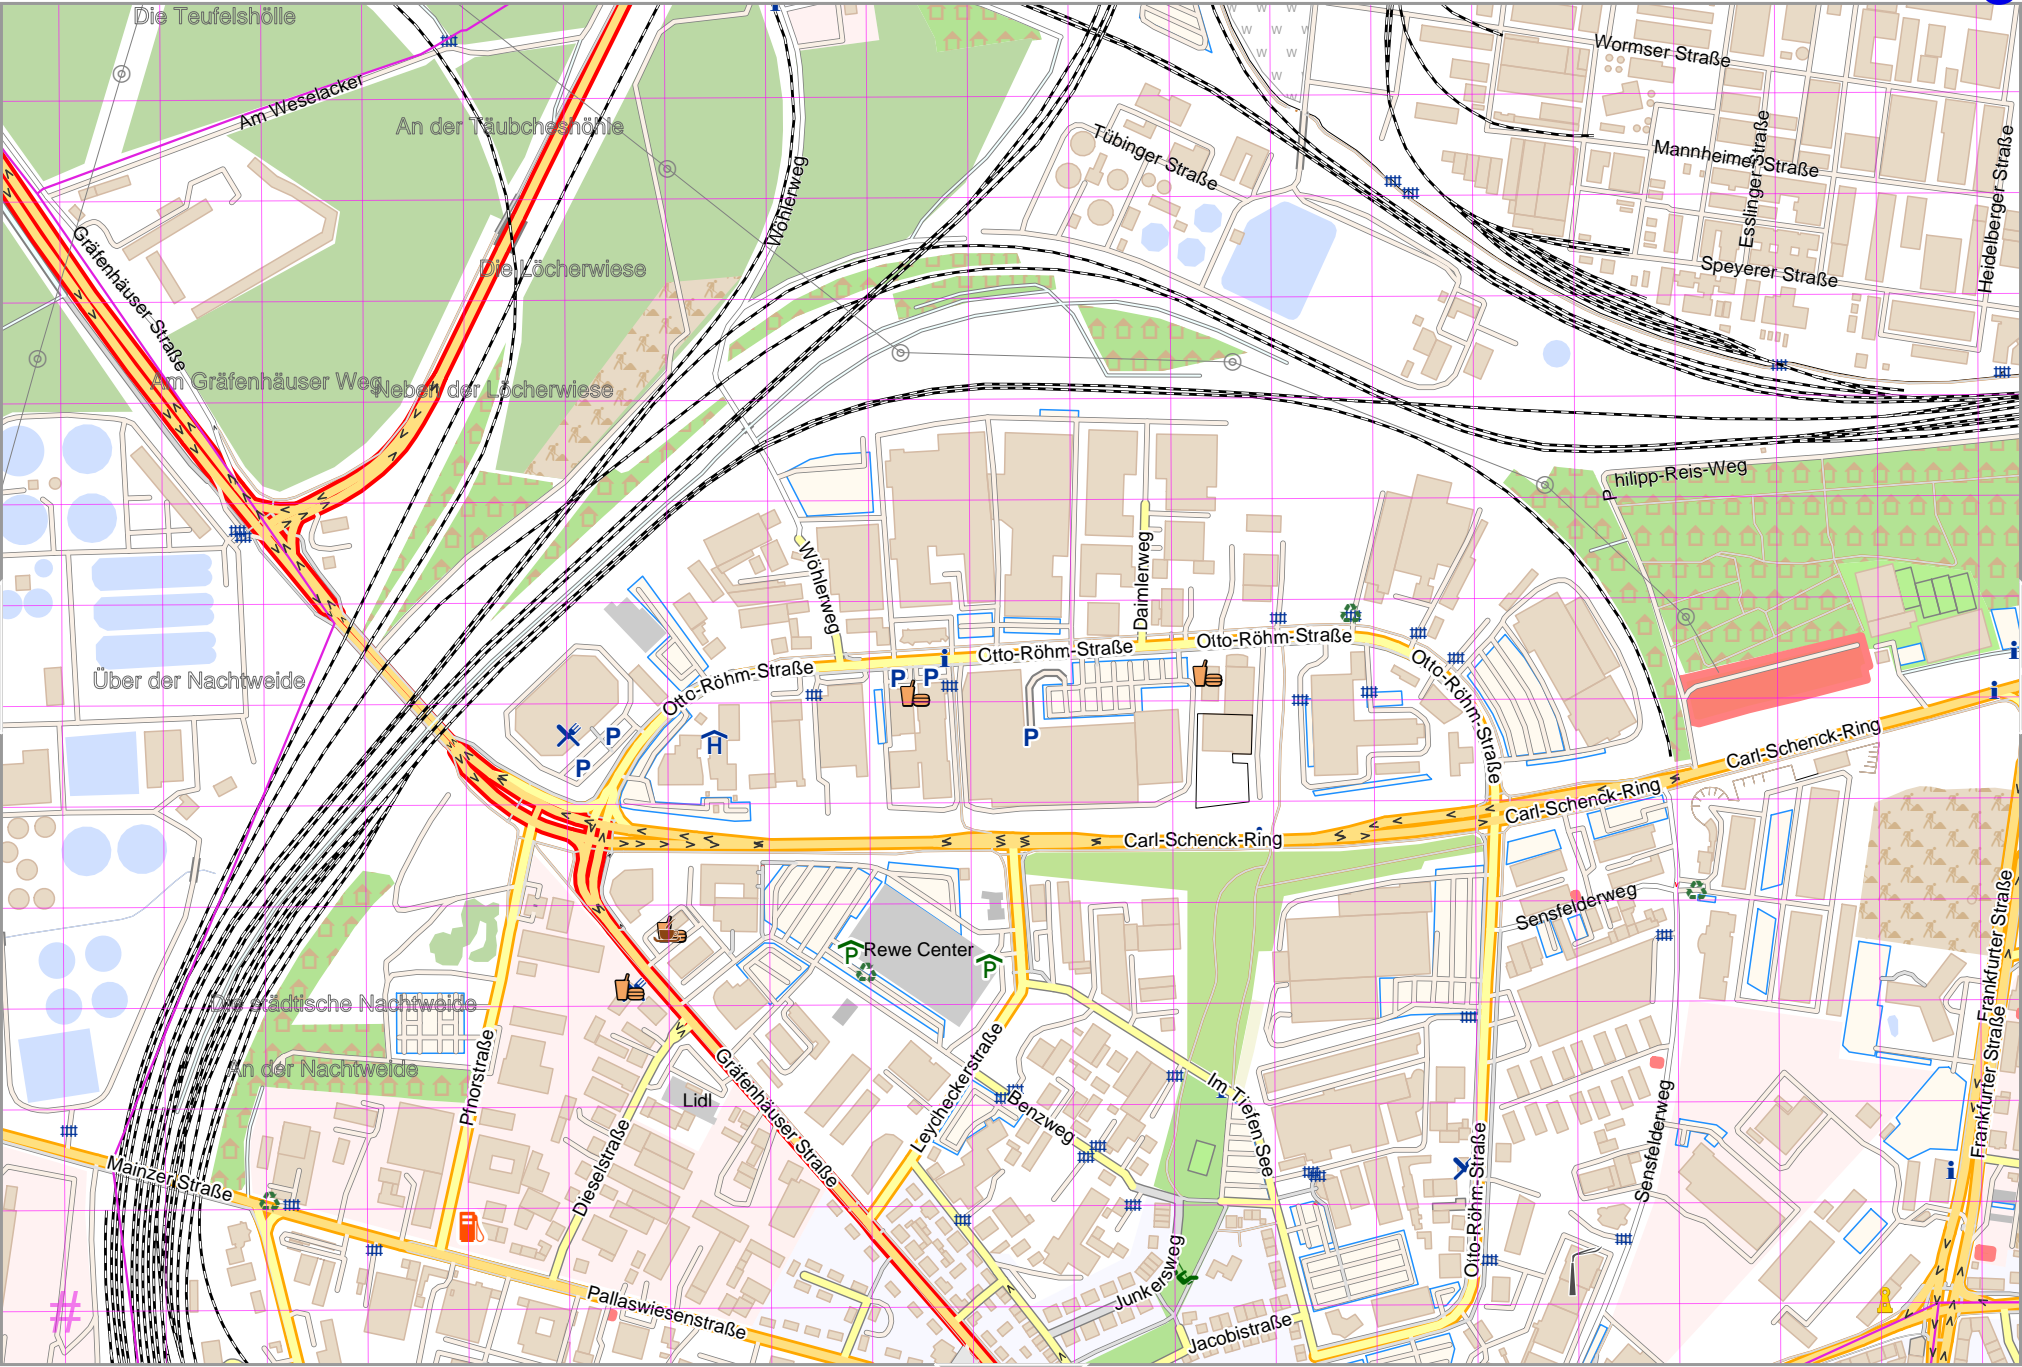 Die Teufelshölle
Wormser Straße
Am Weselacker
An der Täubcheshöhle
Tübinger Straße
Mannheimer Straße
Esslinger Straße
Heidelberger Straße
Wöhlerweg
Gräfenhäuser Straße
Die Löcherwiese
Speyerer Straße
Am Gräfenhäuser Weg
Neben der Löcherwiese
Philipp-Reis-Weg
Wöhlerweg
Daimlerweg
Otto-Röhm-Straße
Otto-Röhm-Straße
Otto-Röhm-Straße
Otto-Röhm-Straße
Über der Nachtweide
P
P
P
P
P
H
Carl-Schenck-Ring
Carl-Schenck-Ring
Carl-Schenck-Ring
Sensfelderweg
Frankfurter Straße
Rewe Center
P
P
Die städtische Nachtweide
An der Nachtweide
Pfnorstraße
Lidl
Gräfenhäuser Straße
Leydheckerstraße
Benzweg
Im Tiefen See
Otto-Röhm-Straße
Sensfelderweg
Frankfurter Straße
Mainzer Straße
Dieselstraße
Pallaswiesenstraße
Junkersweg
Jacobistraße